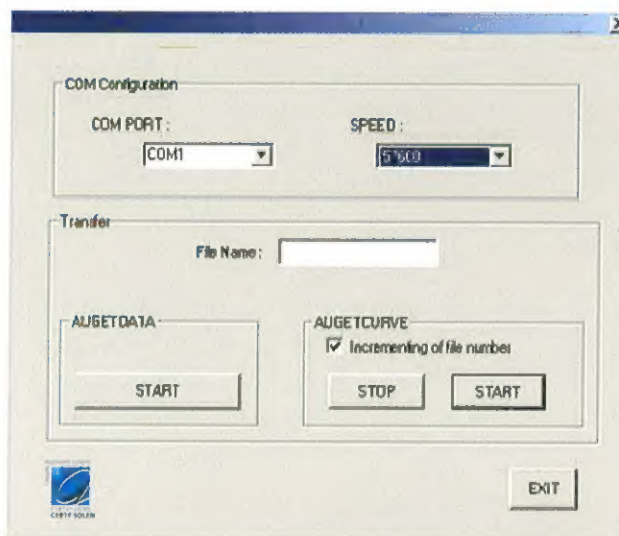 COM Configuration
COM PORT :
SPEED :
COM1
Transfer
File Name :
AUGETDATA
AUGETCURVE
Incrementing of file number
START
STOP
START
EXIT